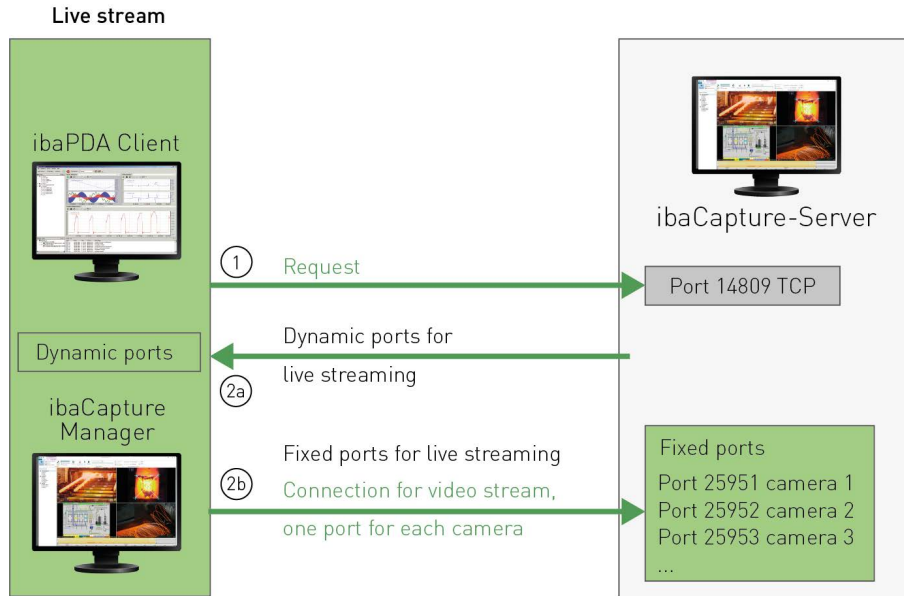 Live stream
ibaPDA Client
ibaCapture-Server
1
Request
Port 14809 TCP
Dynamic ports
Dynamic ports for
live streaming
2a
ibaCapture
Manager
2b
Fixed ports for live streaming
Connection for video stream,
one port for each camera
Fixed ports
Port 25951 camera 1
Port 25952 camera 2
Port 25953 camera 3
...